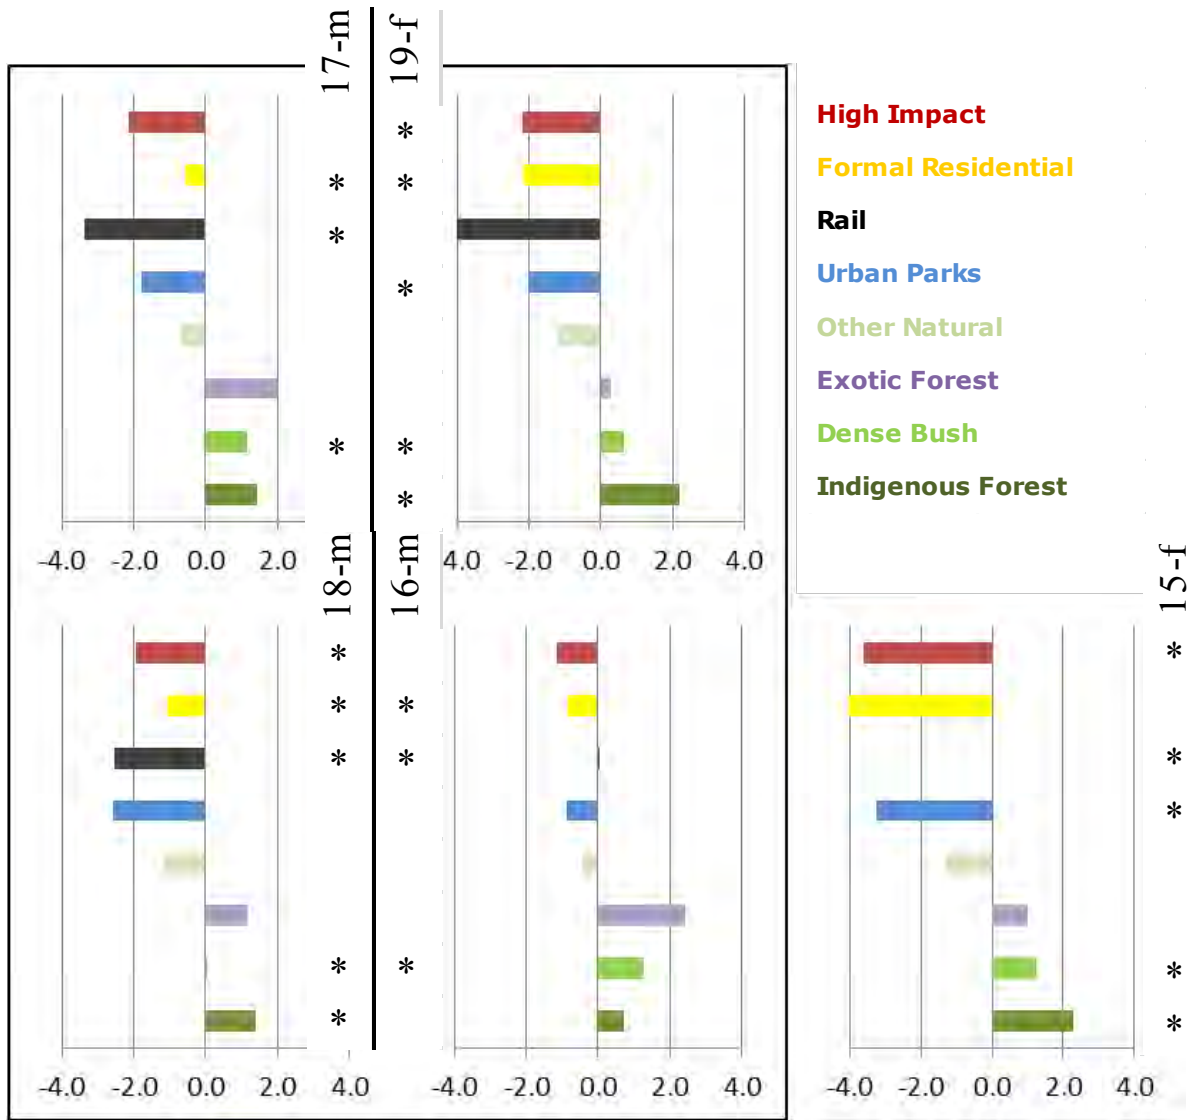 17-m
19-f
*
* *
*
*
* *
*
High Impact
Formal Residential
Rail
Urban Parks
Other Natural
Exotic Forest
Dense Bush
Indigenous Forest
-4.0 -2.0 0.0 2.0
-4.0 -2.0 0.0 2.0 4.0
18-m
16-m
15-f
* *
* *
* * *
*
* * *
* *
-4.0 -2.0 0.0 2.0 4.0
-4.0 -2.0 0.0 2.0 4.0
-4.0 -2.0 0.0 2.0 4.0